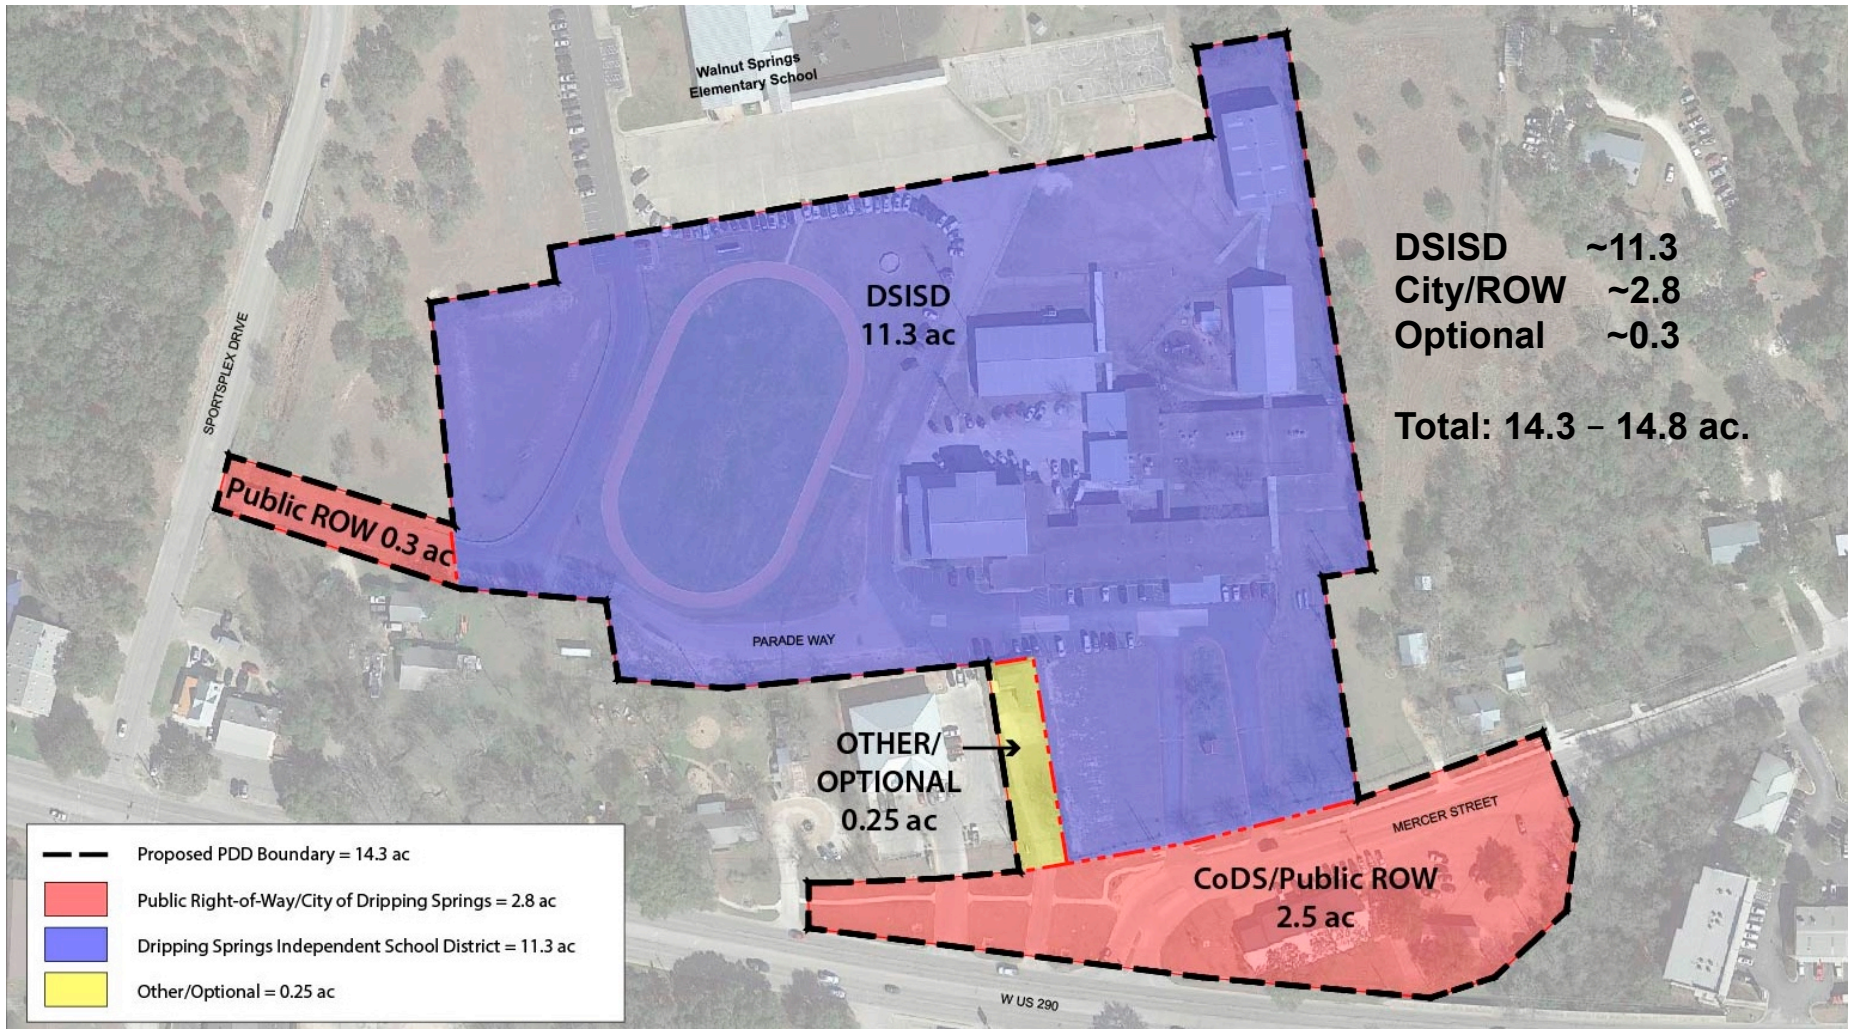 Walnut Springs
Elementary School
DSISD
11.3 ac
DSISD ~11.3
City/ROW ~2.8
Optional ~0.3
Total: 14.3 – 14.8 ac.
SPORTSPLEX DRIVE
Public ROW 0.3 ac
PARADE WAY
OTHER/
OPTIONAL
0.25 ac
MERCER STREET
CoDS/Public ROW
2.5 ac
W US 290
Proposed PDD Boundary = 14.3 ac
Public Right-of-Way/City of Dripping Springs = 2.8 ac
Dripping Springs Independent School District = 11.3 ac
Other/Optional = 0.25 ac